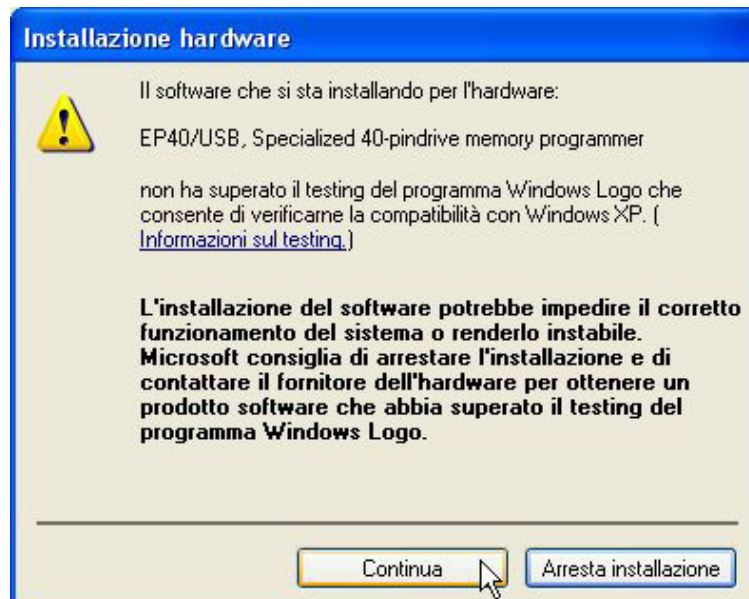 Installazione hardware
Il software che si sta installando per l'hardware:
EP40/USB, Specialized 40-pindrive memory programmer
non ha superato il testing del programma Windows Logo che
consente di verificarne la compatibilità con Windows XP. (
Informazioni sul testing.)
L'installazione del software potrebbe impedire il corretto
funzionamento del sistema o renderlo instabile.
Microsoft consiglia di arrestare l'installazione e di
contattare il fornitore dell'hardware per ottenere un
prodotto software che abbia superato il testing del
programma Windows Logo.
Continua Arresta installazione